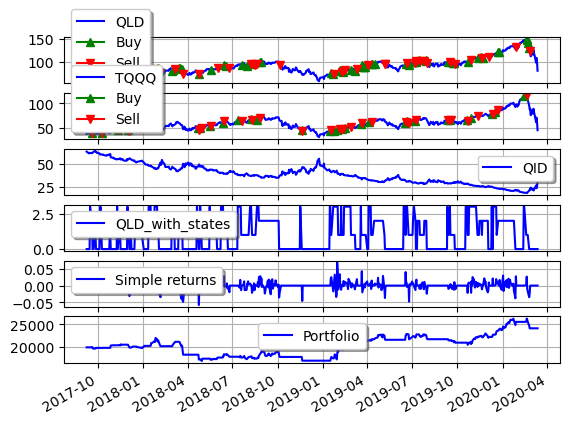 QLD
Buy
Sell
150
100
TQQQ
Buy
Sell
100
50
QID
50
25
QLD_with_states
2.5
0.0
Simple returns
0.05
0.00
−0.05
Portfolio
25000
20000
2017-10
2018-01
2018-04
2018-07
2018-10
2019-01
2019-04
2019-07
2019-10
2020-01
2020-04